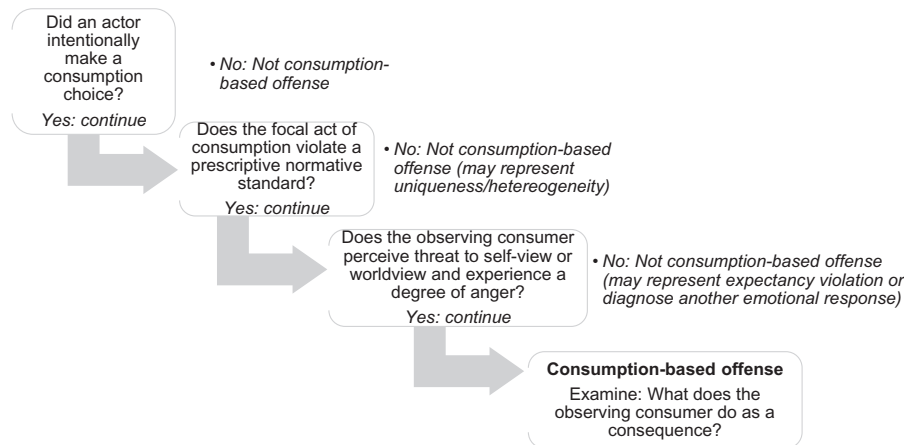 Did an actor
intentionally
make a
consumption
choice?
Yes: continue
• No: Not consumption-
based offense
Does the focal act of
consumption violate a
prescriptive normative
standard?
Yes: continue
• No: Not consumption-based
offense (may represent
uniqueness/hetereogeneity)
Does the observing consumer
perceive threat to self-view or
worldview and experience a
degree of anger?
Yes: continue
• No: Not consumption-based offense
(may represent expectancy violation or
diagnose another emotional response)
Consumption-based offense
Examine: What does the
observing consumer do as a
consequence?